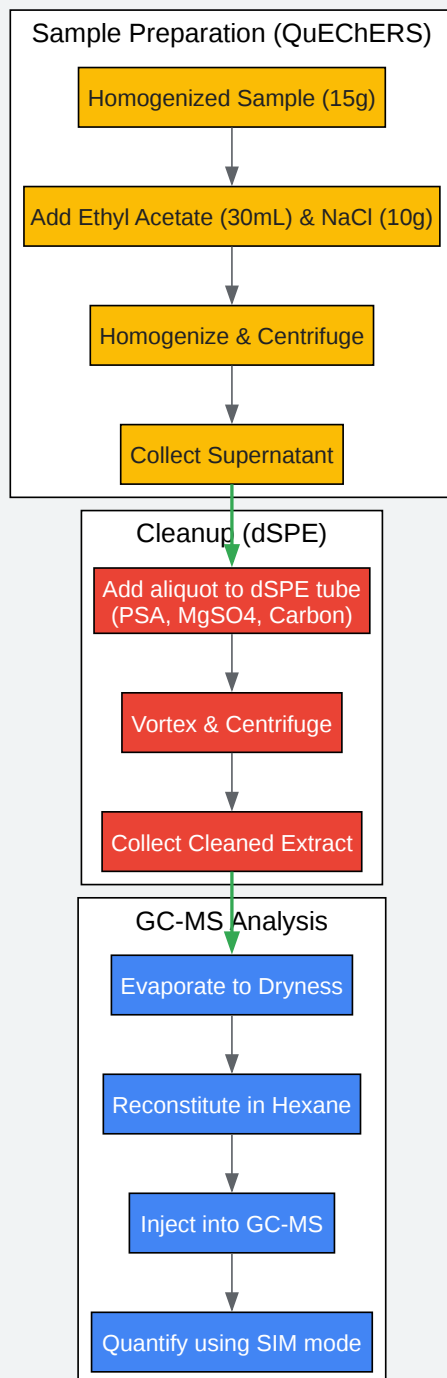 Sample Preparation (QuEChERS)
Homogenized Sample (15g)
Add Ethyl Acetate (30mL) & NaCl (10g)
Homogenize & Centrifuge
Collect Supernatant
Cleanup (dSPE)
Add aliquot to dSPE tube
(PSA, MgSO4, Carbon)
Vortex & Centrifuge
Collect Cleaned Extract
GC-MS Analysis
Evaporate to Dryness
Reconstitute in Hexane
Inject into GC-MS
Quantify using SIM mode